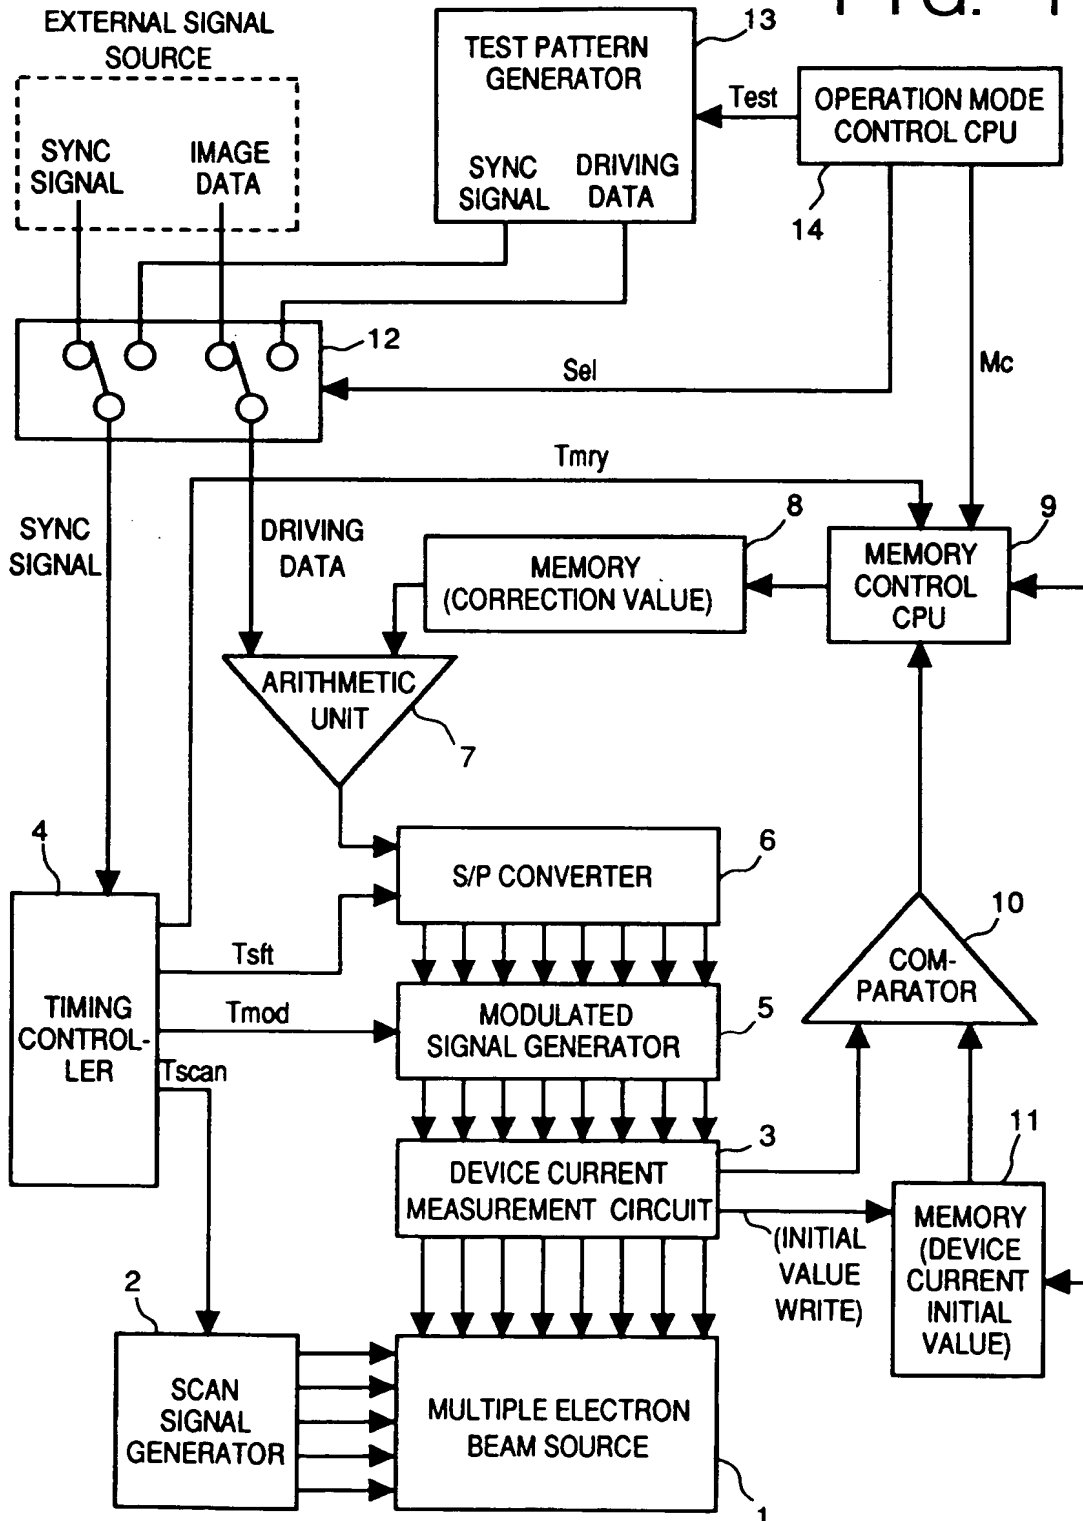 FIG. 1
EXTERNAL SIGNAL
SOURCE
SYNC
SIGNAL
IMAGE
DATA
13
TEST PATTERN
GENERATOR
SYNC
SIGNAL
DRIVING
DATA
Test
OPERATION MODE
CONTROL CPU
14
12
Sel
Mc
Tmry
SYNC
SIGNAL
DRIVING
DATA
8
MEMORY
(CORRECTION VALUE)
9
MEMORY
CONTROL
CPU
ARITHMETIC
UNIT
7
4
6
S/P CONVERTER
Tsft
10
COM-
PARATOR
TIMING
CONTROL-
LER
Tmod
MODULATED
SIGNAL GENERATOR
5
Tscan
3
DEVICE CURRENT
MEASUREMENT CIRCUIT
11
(INITIAL
VALUE
WRITE)
MEMORY
(DEVICE
CURRENT
INITIAL
VALUE)
2
SCAN
SIGNAL
GENERATOR
MULTIPLE ELECTRON
BEAM SOURCE
1